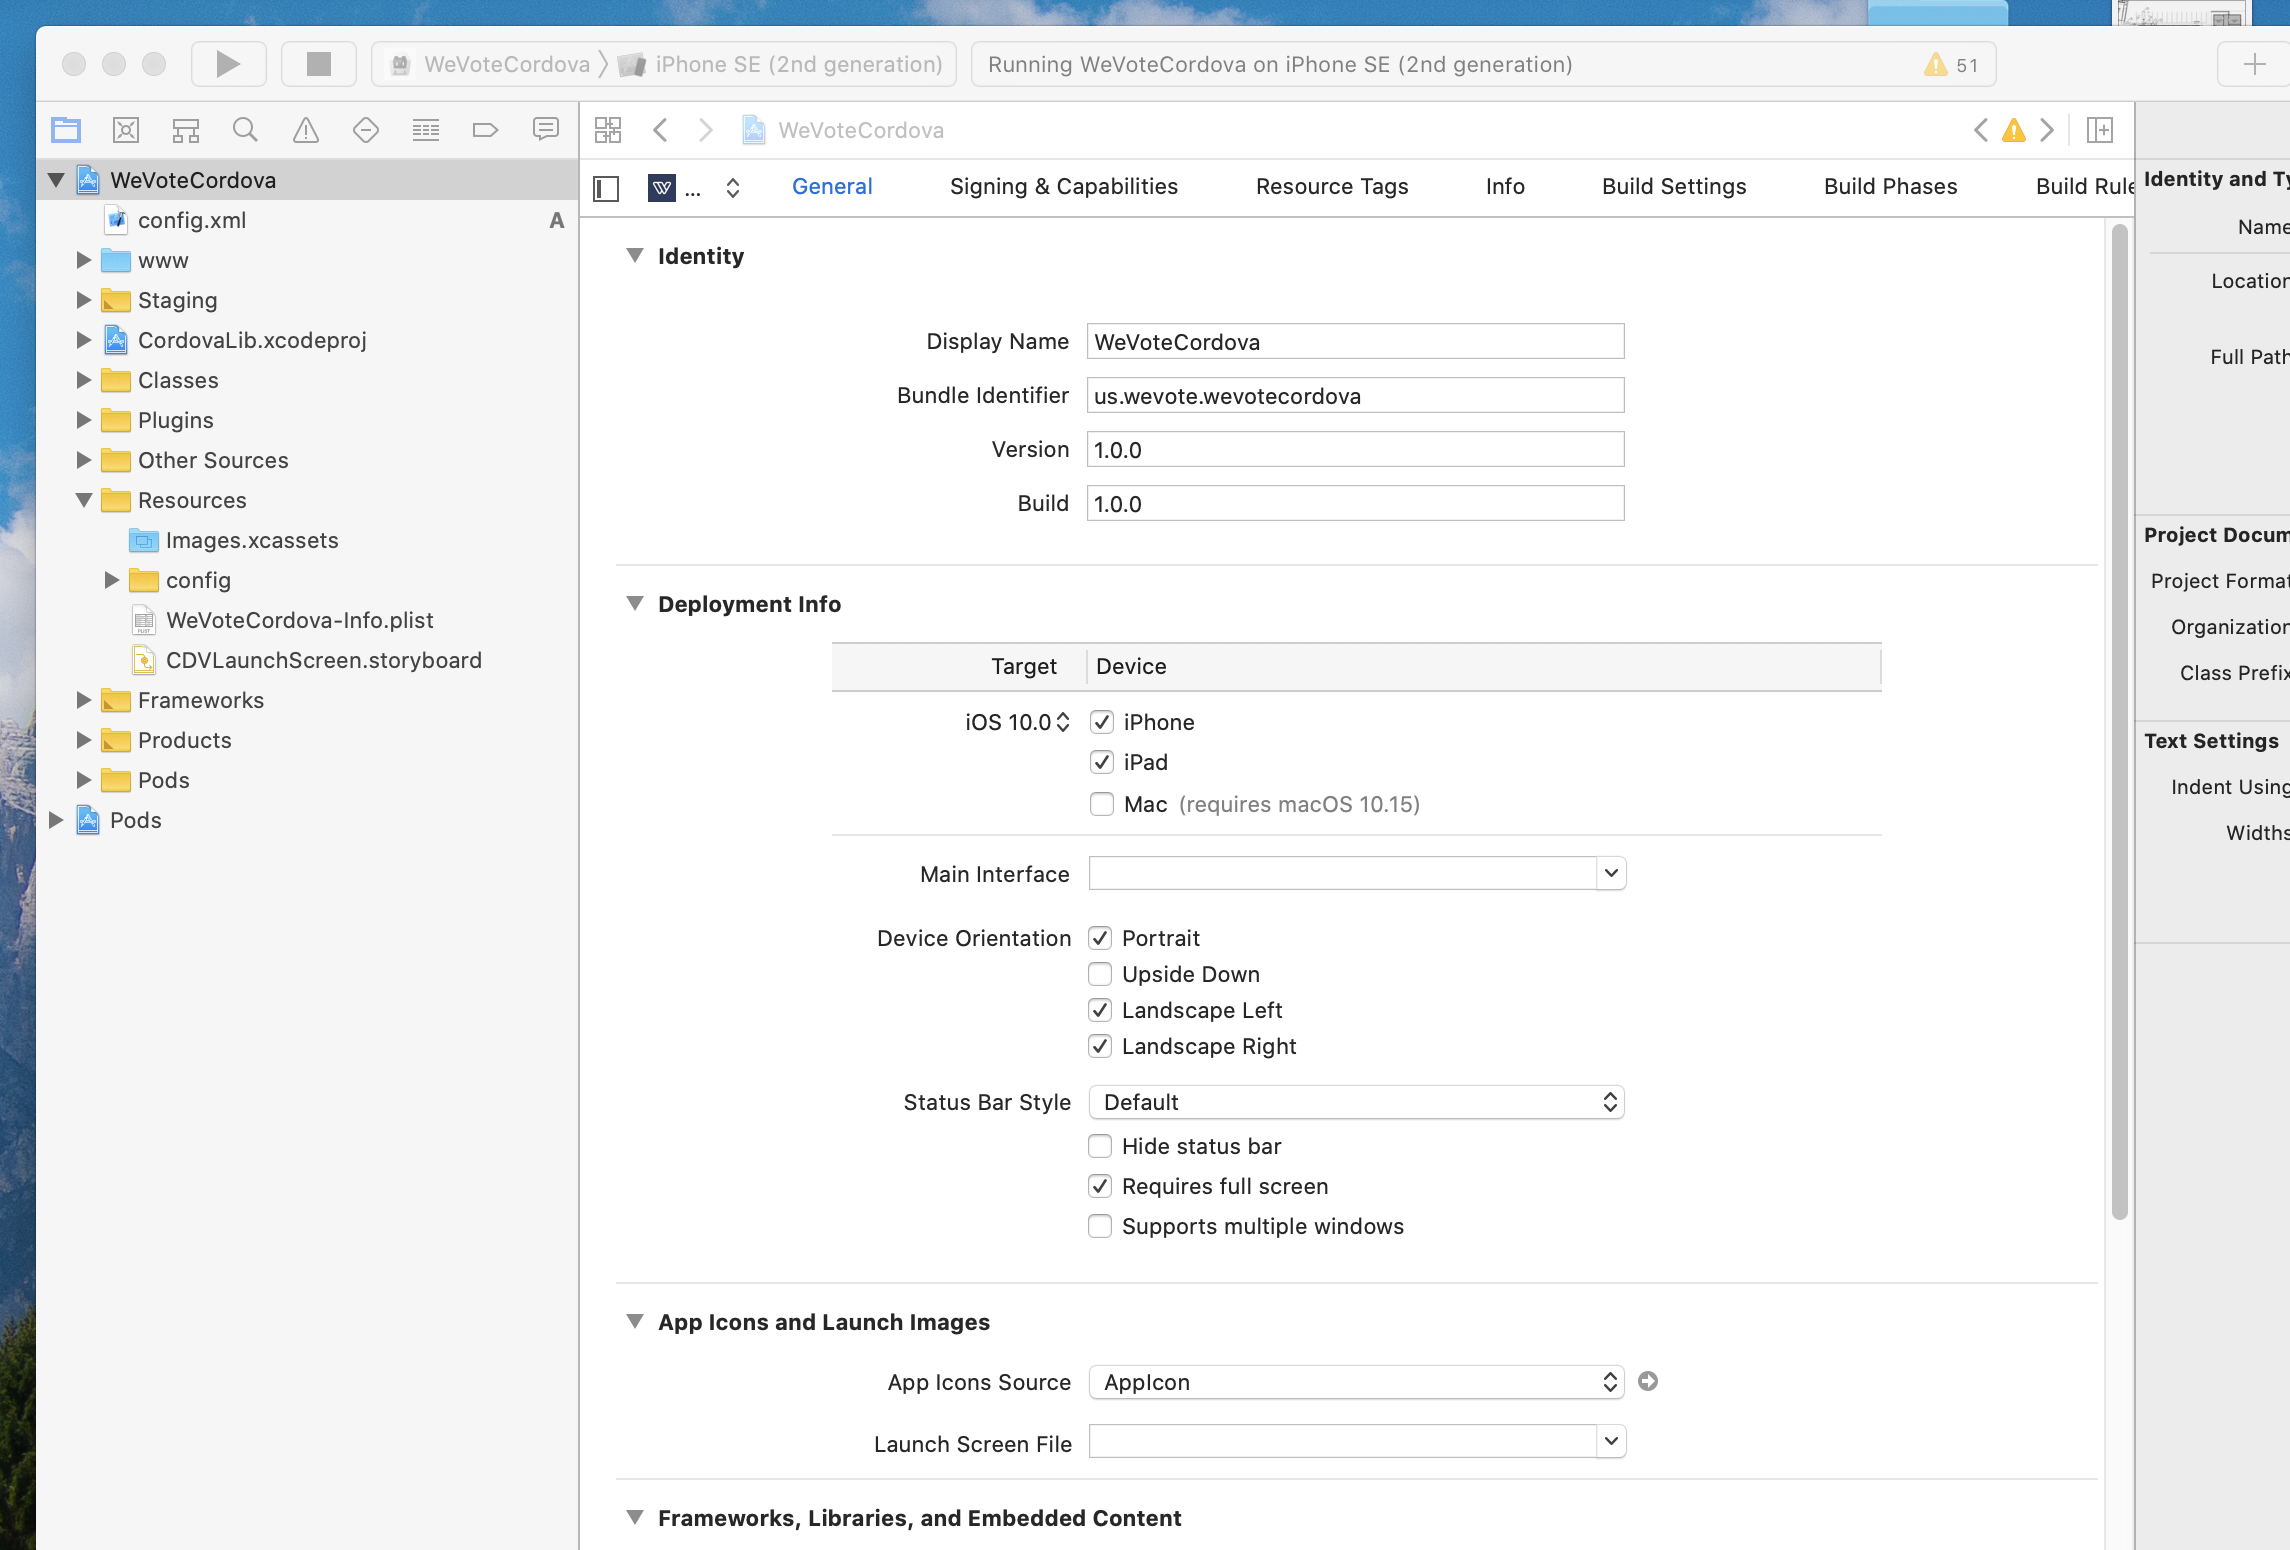 WeVoteCordova
iPhone SE (2nd generation)
Running WeVoteCordova on iPhone SE (2nd generation)
51
WeVoteCordova
WeVoteCordova
config.xml
A
www
Staging
CordovaLib.xcodeproj
Classes
Plugins
Other Sources
Resources
Images.xcassets
config
WeVoteCordova-Info.plist
CDVLaunchScreen.storyboard
Frameworks
Products
Pods
Pods
...
General
Signing & Capabilities
Resource Tags
Info
Build Settings
Build Phases
Build Rule
Identity
Display Name
WeVoteCordova
Bundle Identifier
us.wevote.wevotecordova
Version
1.0.0
Build
1.0.0
Deployment Info
Target
Device
iOS 10.0
iPhone
iPad
Mac (requires macOS 10.15)
Main Interface
Device Orientation
Portrait
Upside Down
Landscape Left
Landscape Right
Status Bar Style
Default
Hide status bar
Requires full screen
Supports multiple windows
App Icons and Launch Images
App Icons Source
AppIcon
Launch Screen File
Frameworks, Libraries, and Embedded Content
Identity and Ty
Name
Location
Full Path
Project Docum
Project Format
Organization
Class Prefix
Text Settings
Indent Using
Widths